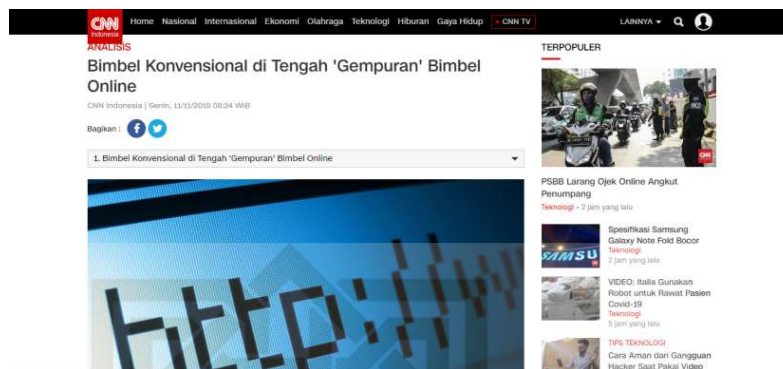 CNN
Indonesia
Home Nasional Internasional Ekonomi Olahraga Teknologi Hiburan Gaya Hidup CNN TV
LAINNYA
ANALISIS
Bimbel Konvensional di Tengah 'Gempuran' Bimbel
Online
CNN Indonesia | Senin, 11/11/2019 08:24 WIB
Bagikan :
1. Bimbel Konvensional di Tengah 'Gempuran' Bimbel Online
http:
TERPOPULER
CNN
PSBB Larang Ojek Online Angkut
Penumpang
Teknologi • 2 jam yang lalu
SAMSU
Spesifikasi Samsung
Galaxy Note Fold Bocor
Teknologi
2 jam yang lalu
VIDEO: Italia Gunakan
Robot untuk Rawat Pasien
Covid-19
Teknologi
5 jam yang lalu
TIPS TEKNOLOGI
Cara Aman dari Gangguan
Hacker Saat Pakai Video